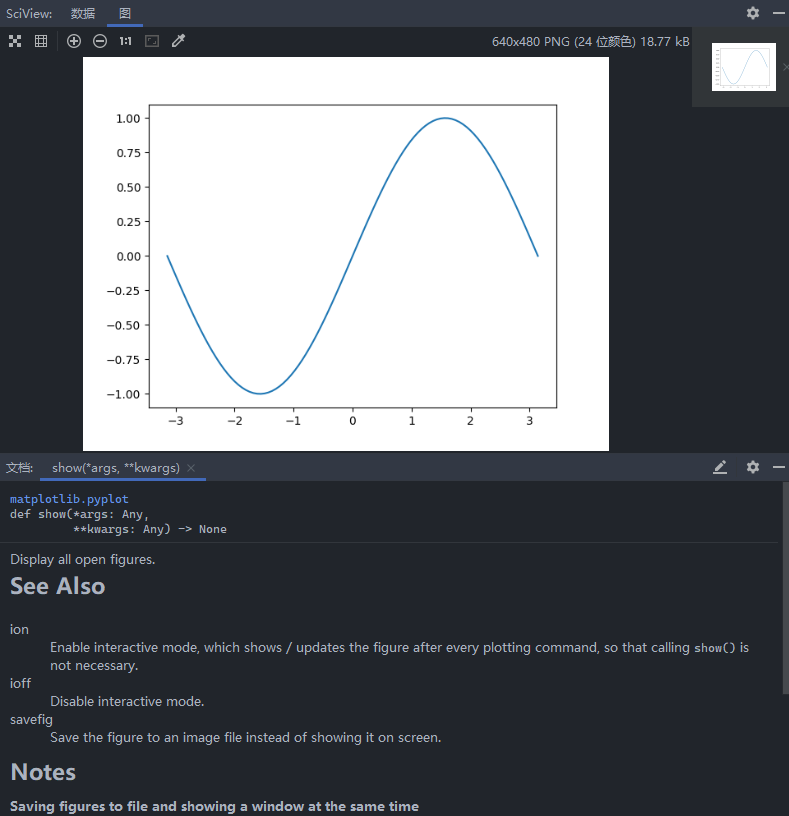 SciView: 数据 图
1:1 640x480 PNG (24 位颜色) 18.77 kB
1.00
0.75
0.50
0.25
0.00
−0.25
−0.50
−0.75
−1.00
−3 −2 −1 0 1 2 3
文档: show(*args, **kwargs)
matplotlib.pyplot
def show(*args: Any,
**kwargs: Any) -> None
Display all open figures.
See Also
ion
Enable interactive mode, which shows / updates the figure after every plotting command, so that calling show() is
not necessary.
ioff
Disable interactive mode.
savefig
Save the figure to an image file instead of showing it on screen.
Notes
Saving figures to file and showing a window at the same time